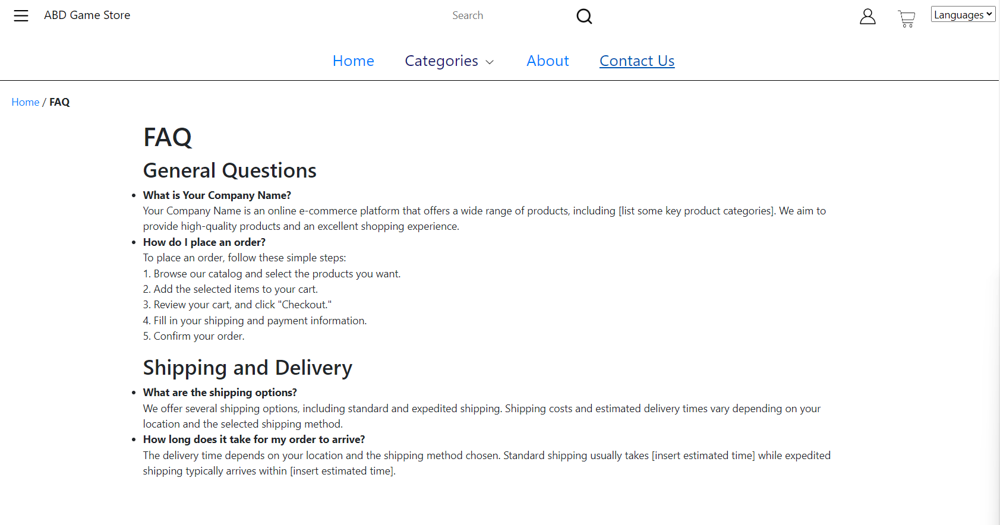 ABD Game Store
Search
Languages
Home
Categories
About
Contact Us
Home / FAQ
FAQ
General Questions
What is Your Company Name?
Your Company Name is an online e-commerce platform that offers a wide range of products, including [list some key product categories]. We aim to
provide high-quality products and an excellent shopping experience.
How do I place an order?
To place an order, follow these simple steps:
1. Browse our catalog and select the products you want.
2. Add the selected items to your cart.
3. Review your cart, and click "Checkout."
4. Fill in your shipping and payment information.
5. Confirm your order.
Shipping and Delivery
What are the shipping options?
We offer several shipping options, including standard and expedited shipping. Shipping costs and estimated delivery times vary depending on your
location and the selected shipping method.
How long does it take for my order to arrive?
The delivery time depends on your location and the shipping method chosen. Standard shipping usually takes [insert estimated time] while expedited
shipping typically arrives within [insert estimated time].